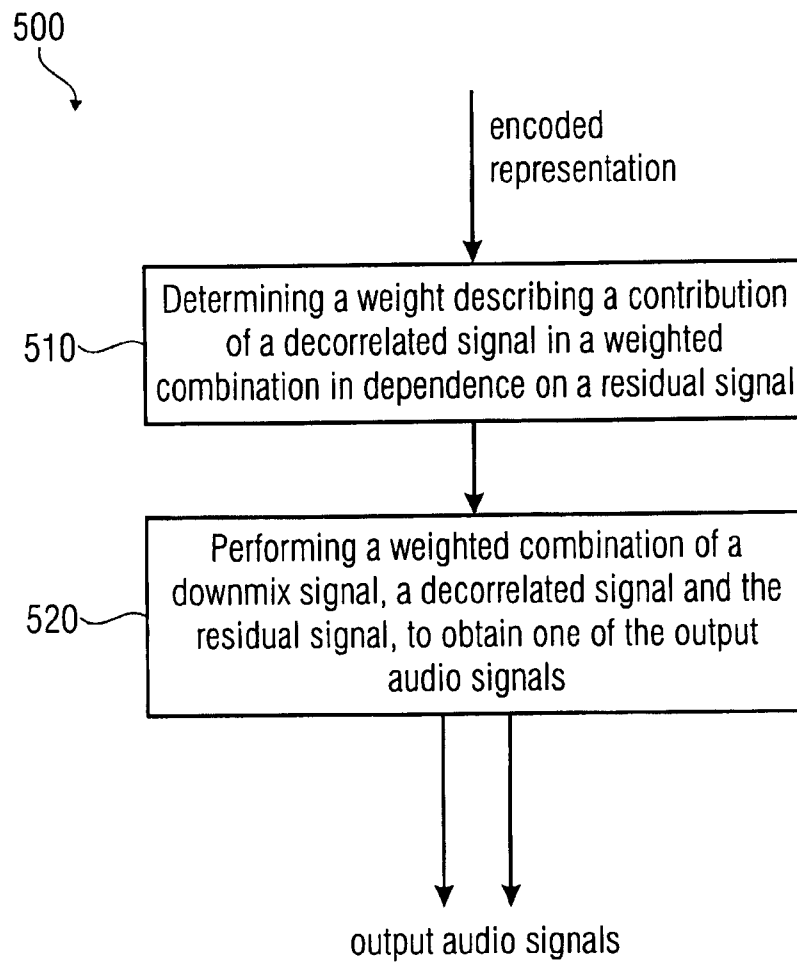 500
encoded
representation
Determining a weight describing a contribution
of a decorrelated signal in a weighted
combination in dependence on a residual signal
510
Performing a weighted combination of a
downmix signal, a decorrelated signal and the
residual signal, to obtain one of the output
audio signals
520
output audio signals